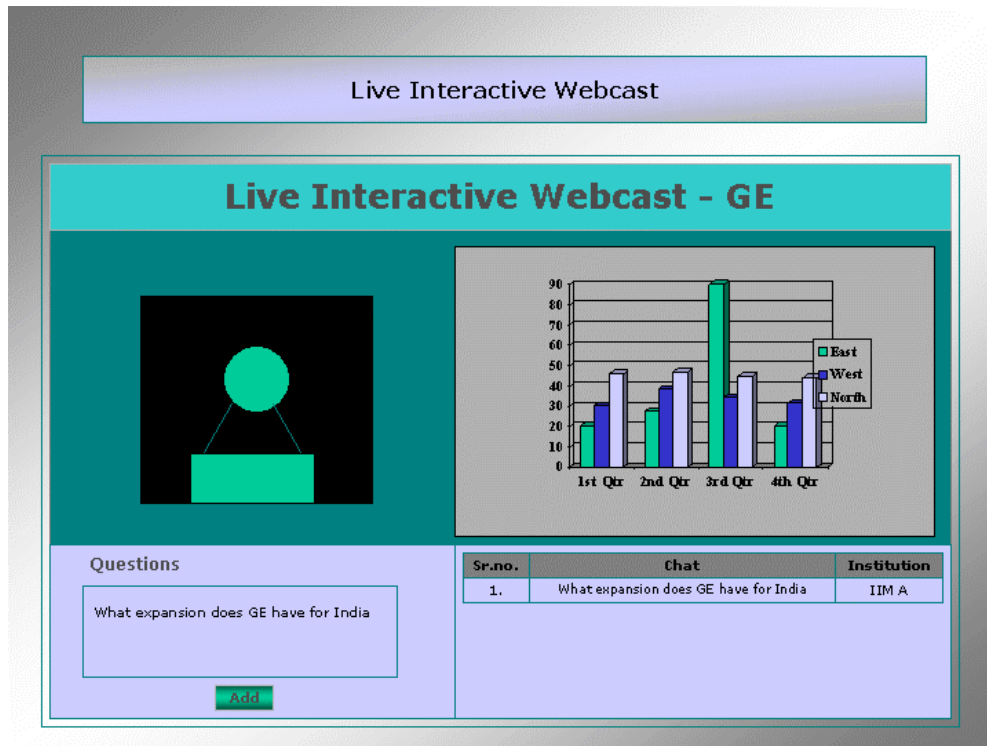 Live Interactive Webcast
Live Interactive Webcast - GE
90
80
70
60
50
40
30
20
10
0
1st Qtr 2nd Qtr 3rd Qtr 4th Qtr
East
West
North
Questions
What expansion does GE have for India
Add
Sr.no. Chat Institution
1. What expansion does GE have for India IIM A